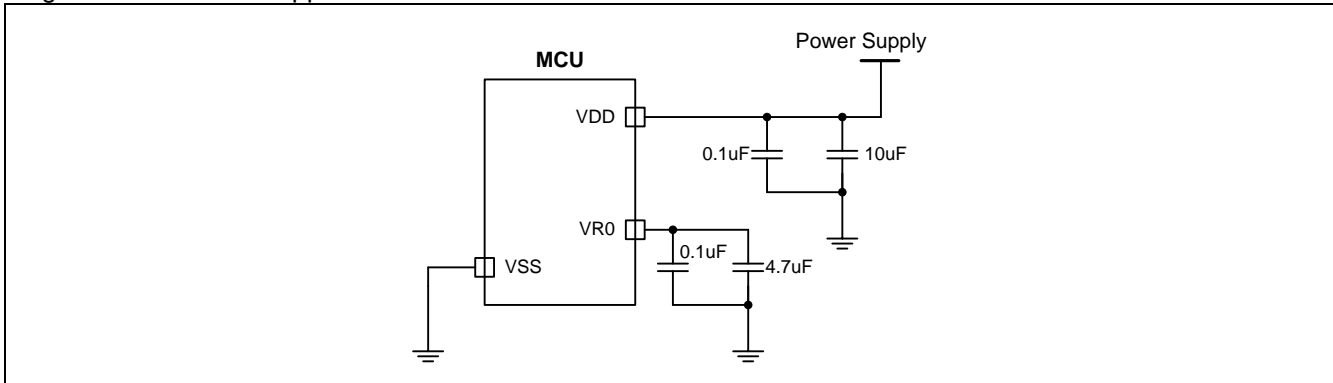 Power Supply
MCU
VDD
0.1uF
10uF
VR0
0.1uF
4.7uF
VSS